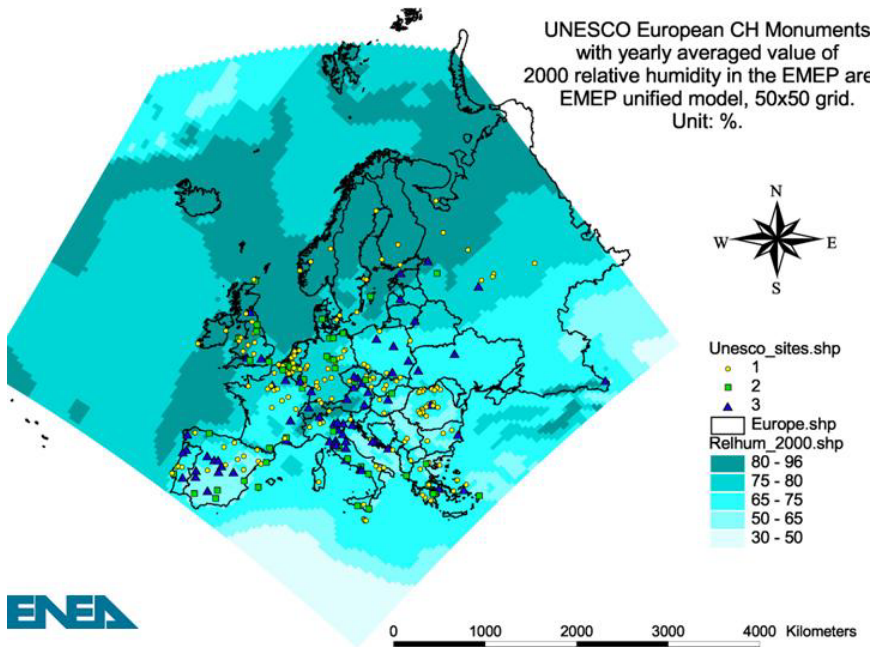 UNESCO European CH Monuments
with yearly averaged value of
2000 relative humidity in the EMEP are
EMEP unified model, 50x50 grid.
Unit: %.
N
W
E
S
Unesco_sites.shp
1
2
3
Europe.shp
Relhum_2000.shp
80 - 96
75 - 80
65 - 75
50 - 65
30 - 50
ENEA
0 1000 2000 3000 4000 Kilometers